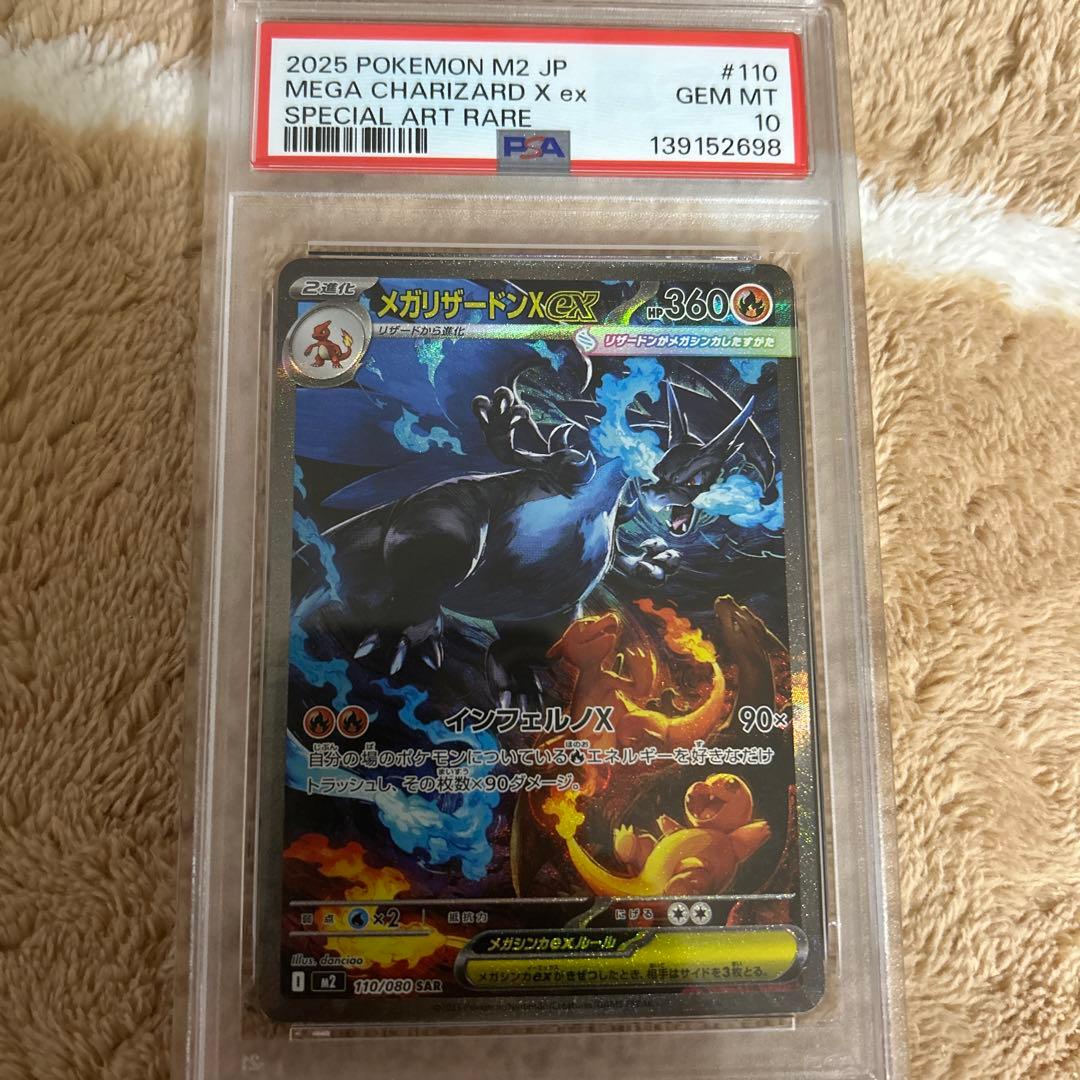 2025 POKEMON M2 JP #110
MEGA CHARIZARD X ex GEM MT
SPECIAL ART RARE 10
PSA 139152698
2進化 メガリザードンXex HP360
リザードから進化 リザードンがメガシンカしたすがた
インフェルノX 90×
自分の場のポケモンについている エネルギーを好きなだけ
トラッシュし、その枚数×90ダメージ。
弱点 ×2 抵抗力 にげる
メガシンカexルール
メガシンカexがきぜつしたとき、相手はサイドを3枚とる。
Illus. danciao
M2 110/080 SAR